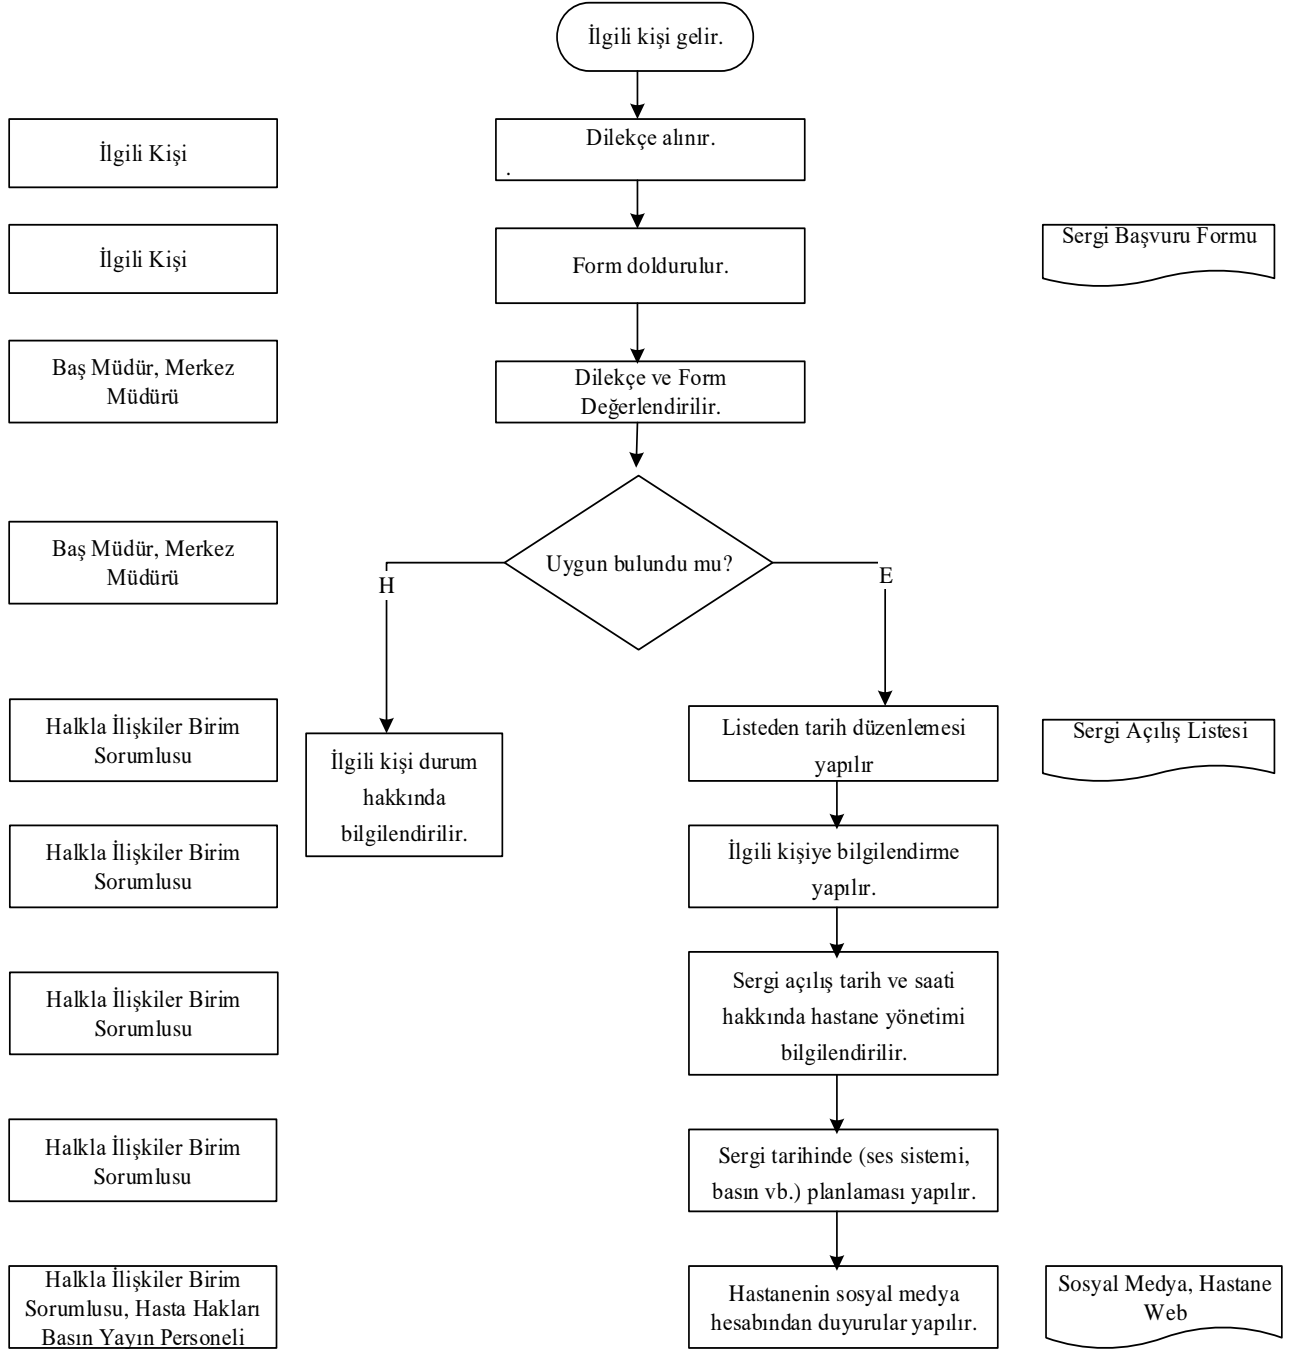 İlgili kişi gelir.
İlgili Kişi
Dilekçe alınır.
.
İlgili Kişi
Form doldurulur.
Sergi Başvuru Formu
Baş Müdür, Merkez
Müdürü
Dilekçe ve Form
Değerlendirilir.
Baş Müdür, Merkez
Müdürü
Uygun bulundu mu?
H
E
Halkla İlişkiler Birim
Sorumlusu
İlgili kişi durum
hakkında
bilgilendirilir.
Listeden tarih düzenlemesi
yapılır
Sergi Açılış Listesi
Halkla İlişkiler Birim
Sorumlusu
İlgili kişiye bilgilendirme
yapılır.
Halkla İlişkiler Birim
Sorumlusu
Sergi açılış tarih ve saati
hakkında hastane yönetimi
bilgilendirilir.
Halkla İlişkiler Birim
Sorumlusu
Sergi tarihinde (ses sistemi,
basın vb.) planlaması yapılır.
Halkla İlişkiler Birim
Sorumlusu, Hasta Hakları
Basın Yayın Personeli
Hastanenin sosyal medya
hesabından duyurular yapılır.
Sosyal Medya, Hastane
Web